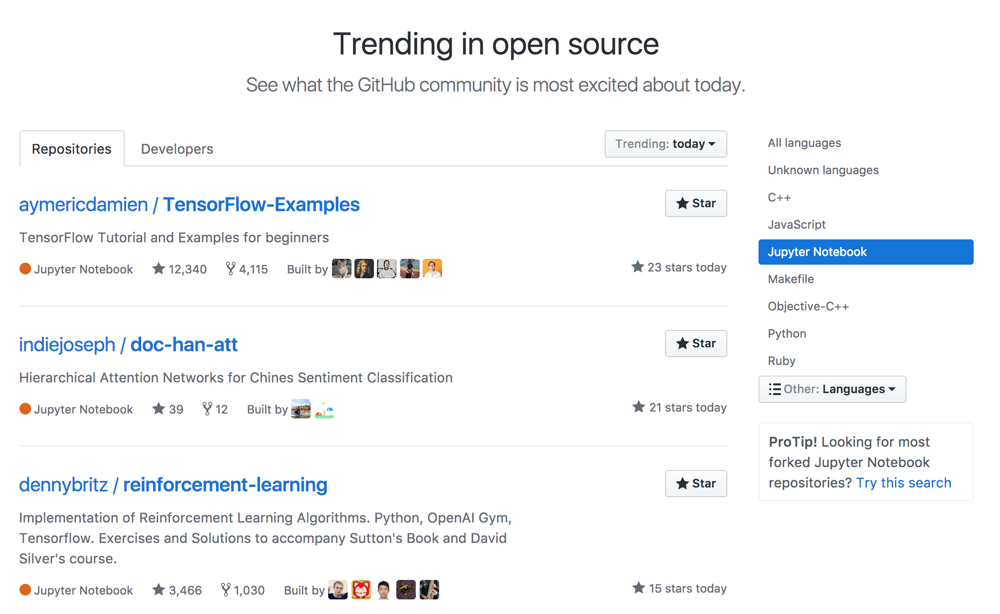 Trending in open source
See what the GitHub community is most excited about today.
Repositories
Developers
Trending: today
aymericdamien / TensorFlow-Examples
Star
TensorFlow Tutorial and Examples for beginners
Jupyter Notebook 12,340 4,115 Built by
23 stars today
indiejoseph / doc-han-att
Star
Hierarchical Attention Networks for Chines Sentiment Classification
Jupyter Notebook 39 12 Built by
21 stars today
dennybritz / reinforcement-learning
Star
Implementation of Reinforcement Learning Algorithms. Python, OpenAI Gym,
Tensorflow. Exercises and Solutions to accompany Sutton's Book and David
Silver's course.
Jupyter Notebook 3,466 1,030 Built by
15 stars today
All languages
Unknown languages
C++
JavaScript
Jupyter Notebook
Makefile
Objective-C++
Python
Ruby
Other: Languages
ProTip! Looking for most
forked Jupyter Notebook
repositories? Try this search